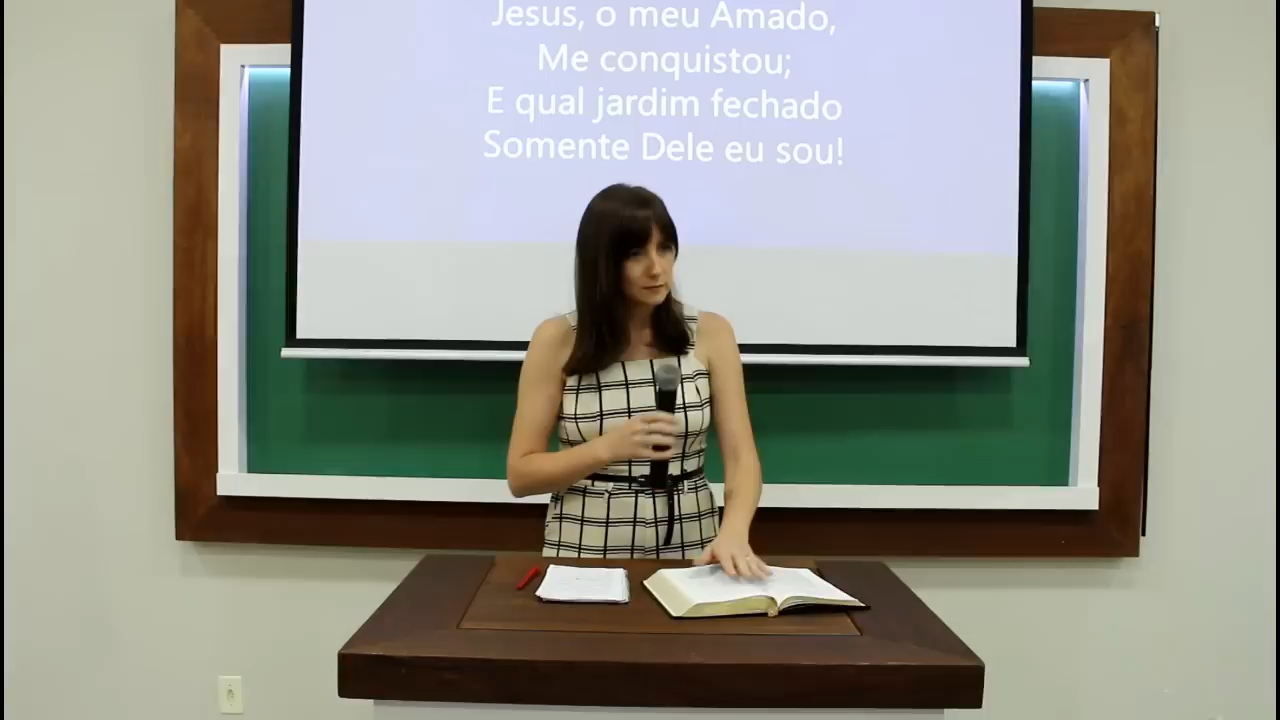 Jesus, o meu Amado,
Me conquistou;
E qual jardim fechado
Somente Dele eu sou!